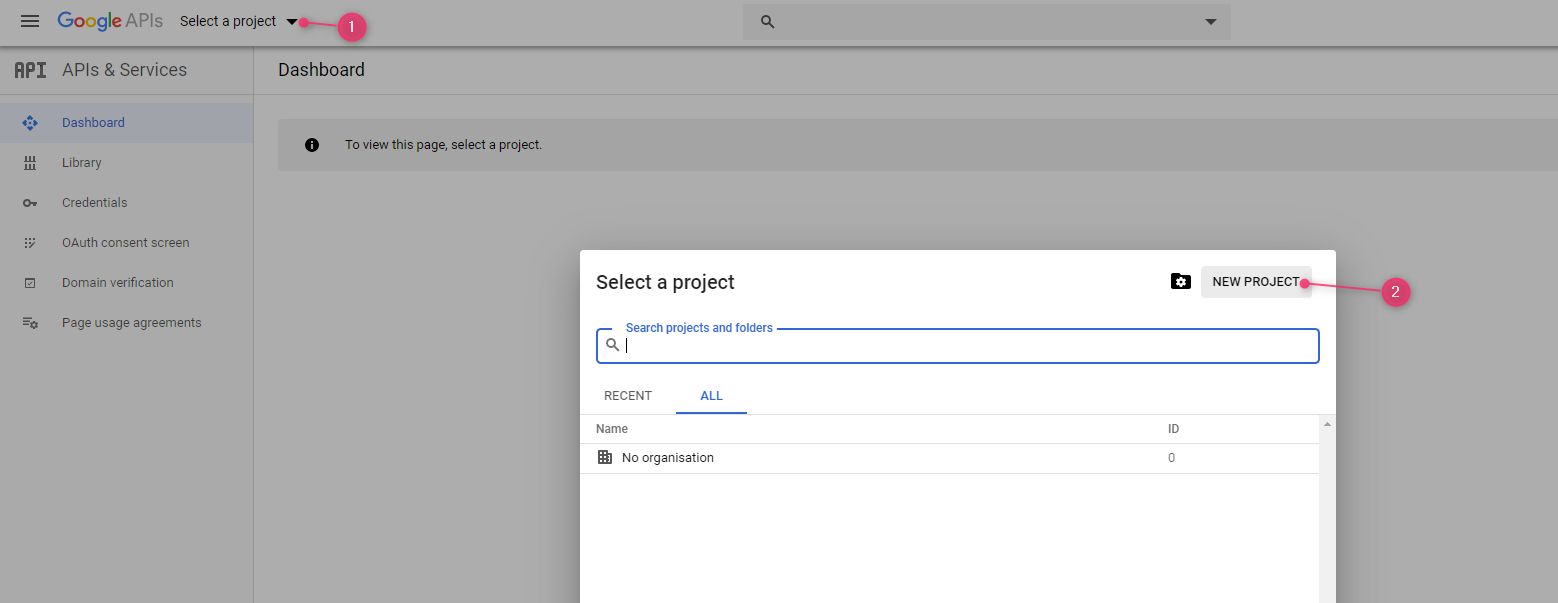 Google APIs Select a project 1
API APIs & Services Dashboard
Dashboard
To view this page, select a project.
Library
Credentials
OAuth consent screen
Domain verification
Page usage agreements
Select a project NEW PROJECT 2
Search projects and folders
RECENT ALL
Name ID
No organisation 0